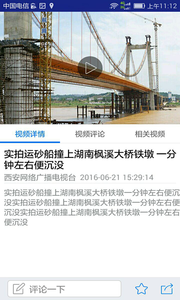 中国电信
上午11:12
视频详情
视频评论
相关视频
实拍运砂船撞上湖南枫溪大桥铁墩 一分
钟左右便沉没
西安网络广播电视台 2016-06-21 15:29:14
实拍运砂船撞上湖南枫溪大桥铁墩一分钟左右便沉
没实拍运砂船撞上湖南枫溪大桥铁墩一分钟左右便
沉没实拍运砂船撞上湖南枫溪大桥铁墩一分钟左右
便沉没
评论一下